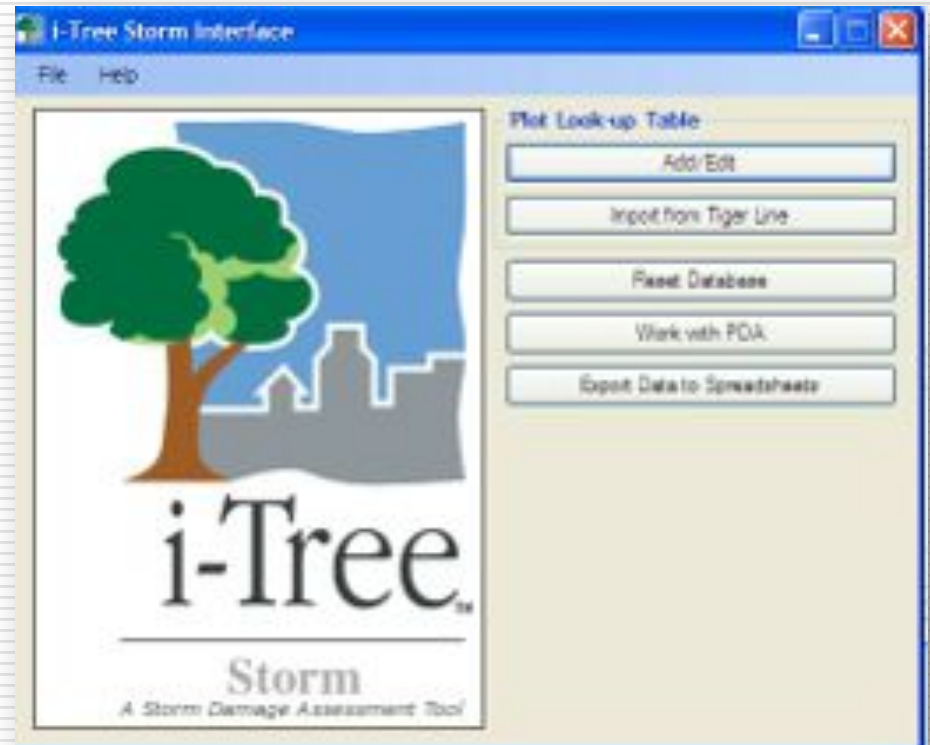 i-Tree Storm Interface
File Help
Plot Look-up Table
Add/Edit
Import from Tiger Line
Reset Database
Work with PDA
Export Data to Spreadsheets
i-Tree™
Storm
A Storm Damage Assessment Tool